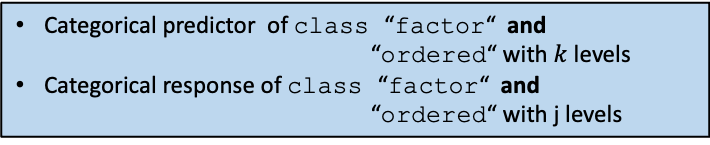 • Categorical predictor of class “factor“ and
“ordered“ with k levels
• Categorical response of class “factor“ and
“ordered“ with j levels